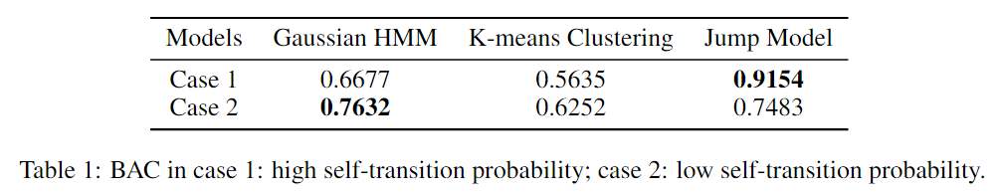 Models Gaussian HMM K-means Clustering Jump Model
Case 1 0.6677 0.5635 0.9154
Case 2 0.7632 0.6252 0.7483
Table 1: BAC in case 1: high self-transition probability; case 2: low self-transition probability.